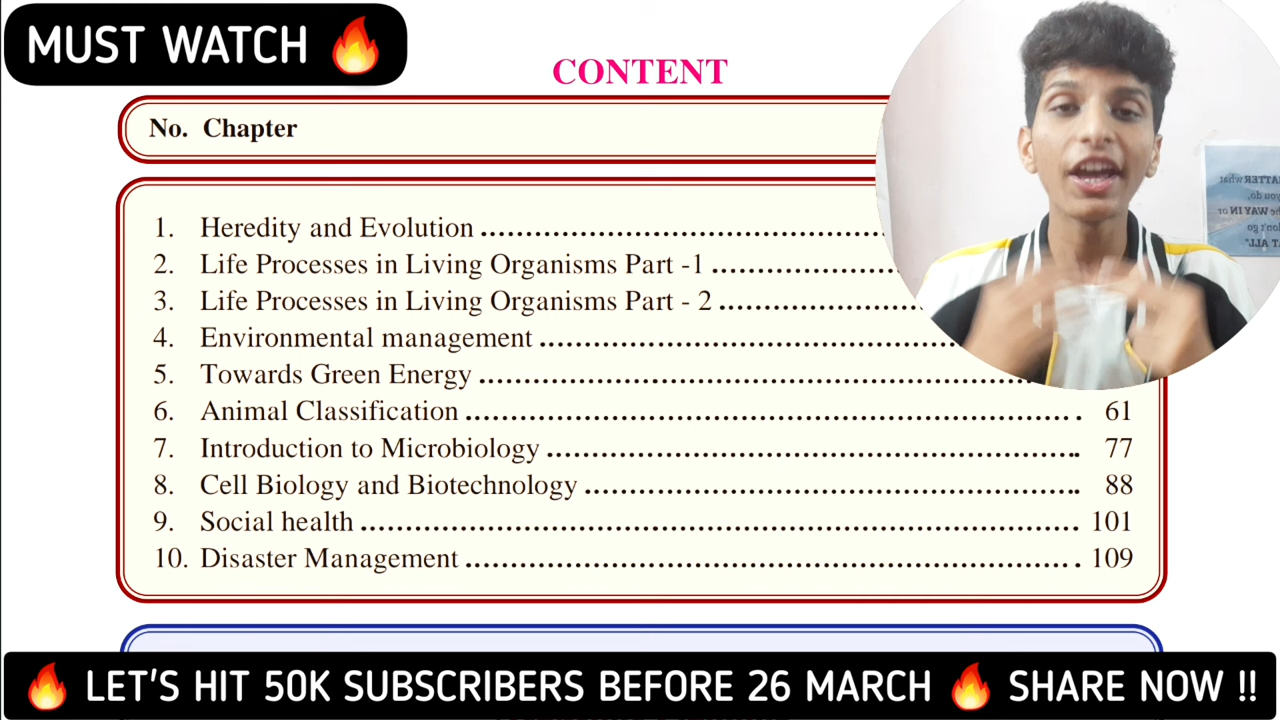 MUST WATCH 🔥
CONTENT
No. Chapter
1. Heredity and Evolution
2. Life Processes in Living Organisms Part -1
3. Life Processes in Living Organisms Part - 2
4. Environmental management
5. Towards Green Energy
6. Animal Classification 61
7. Introduction to Microbiology 77
8. Cell Biology and Biotechnology 88
9. Social health 101
10. Disaster Management 109
🔥 LET'S HIT 50K SUBSCRIBERS BEFORE 26 MARCH 🔥 SHARE NOW !!